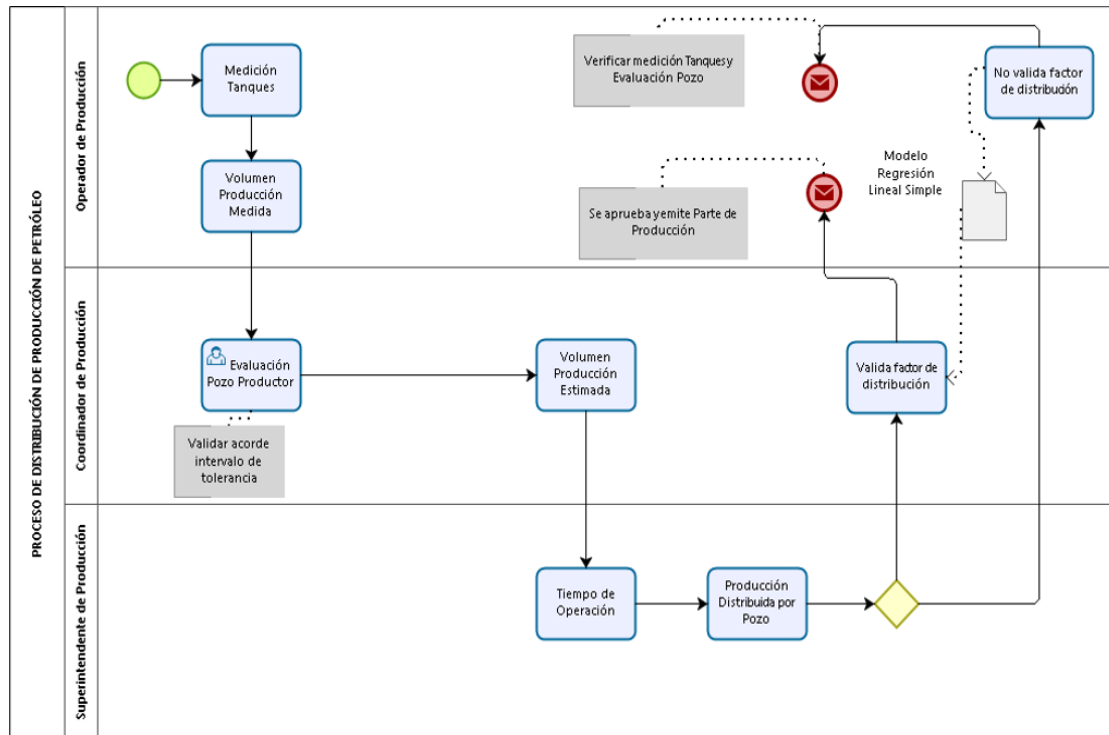 PROCESO DE DISTRIBUCIÓN DE PRODUCCIÓN DE PETRÓLEO
Operador de Producción
Medición
Tanques
Volumen
Producción
Medida
Verificar medición Tanquesy
Evaluación Pozo
No valida factor
de distribución
Modelo
Regresión
Lineal Simple
Se aprueba yemite Parte de
Producción
Coordinador de Producción
Evaluación
Pozo Productor
Validar acorde
intervalo de
tolerancia
Volumen
Producción
Estimada
Valida factor de
distribución
Superintendente de Producción
Tiempo de
Operación
Producción
Distribuida por
Pozo